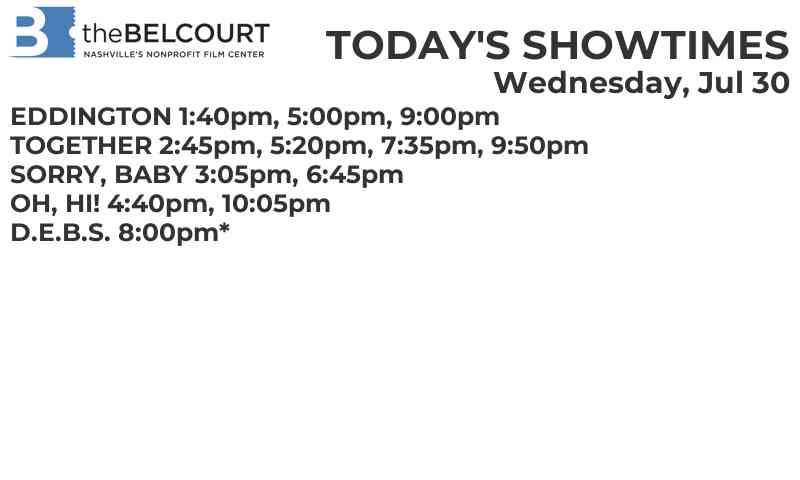 B theBELCOURT
NASHVILLE'S NONPROFIT FILM CENTER
TODAY'S SHOWTIMES
Wednesday, Jul 30
EDDINGTON 1:40pm, 5:00pm, 9:00pm
TOGETHER 2:45pm, 5:20pm, 7:35pm, 9:50pm
SORRY, BABY 3:05pm, 6:45pm
OH, HI! 4:40pm, 10:05pm
D.E.B.S. 8:00pm*